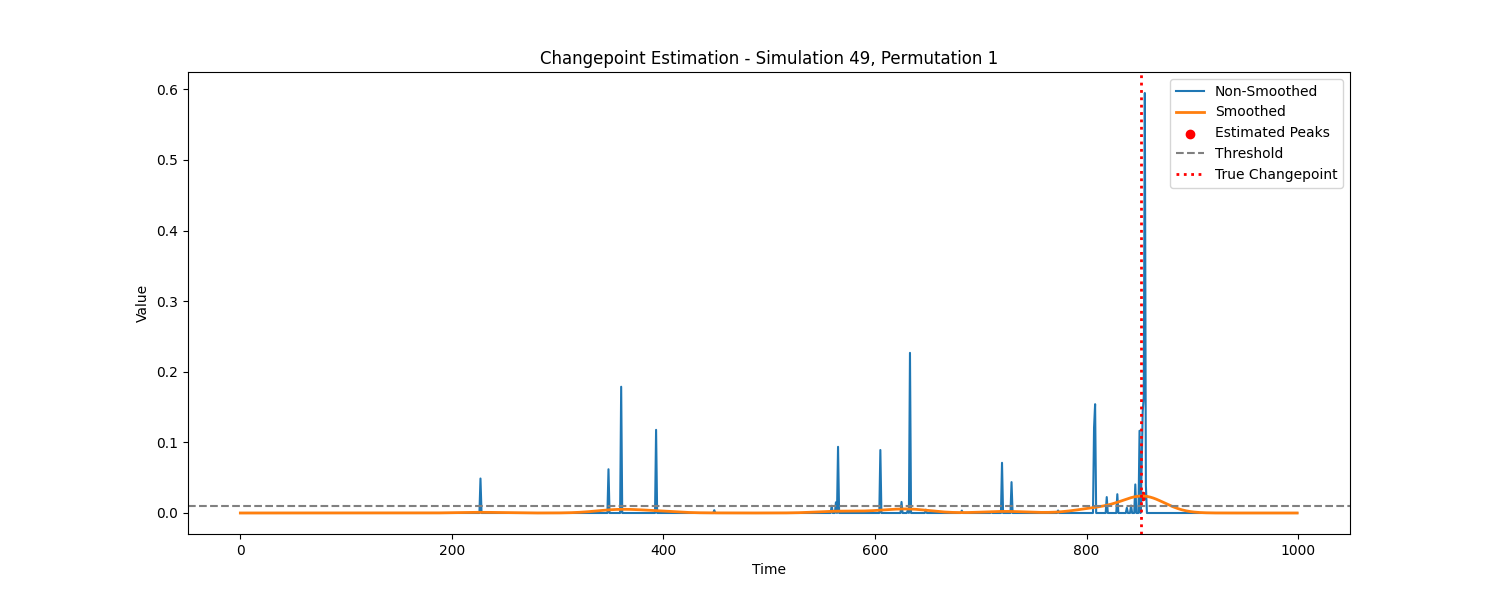 Changepoint Estimation - Simulation 49, Permutation 1
Non-Smoothed
Smoothed
Estimated Peaks
Threshold
True Changepoint
Value
0.6
0.5
0.4
0.3
0.2
0.1
0.0
0 200 400 600 800 1000
Time